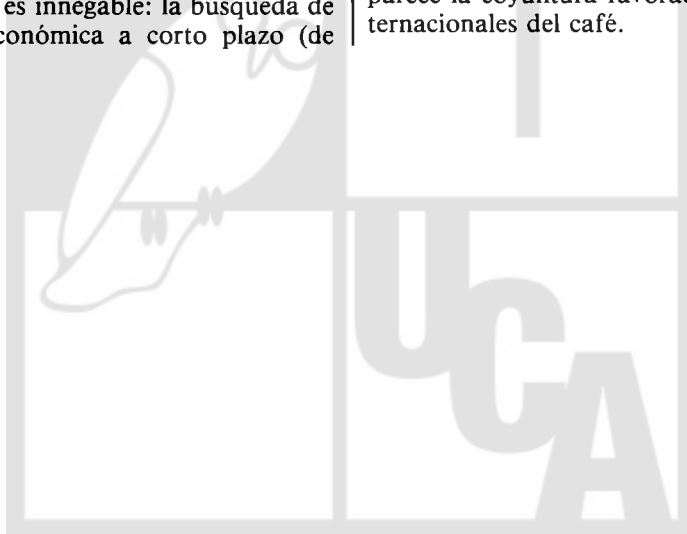 es innegable: la búsqueda de
conómica a corto plazo (de
ternacionales del café.
UCA